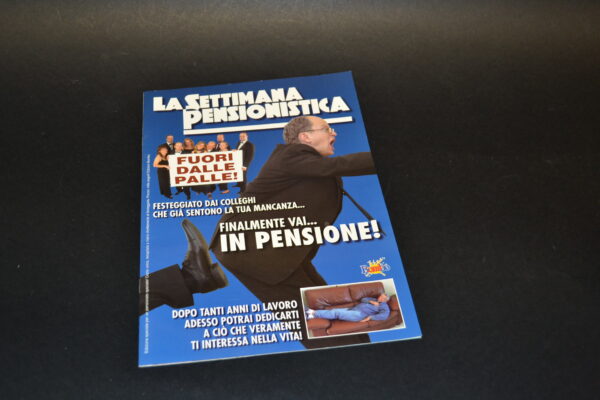 LA SETTIMANA
PENSIONISTICA
FUORI
DALLE
PALLE!
FESTEGGIATO DAI COLLEGHI
CHE GIÀ SENTONO LA TUA MANCANZA...
FINALMENTE VAI...
IN PENSIONE!
DOPO TANTI ANNI DI LAVORO
ADESSO POTRAI DEDICARTI
A CIÒ CHE VERAMENTE
TI INTERESSA NELLA VITA!